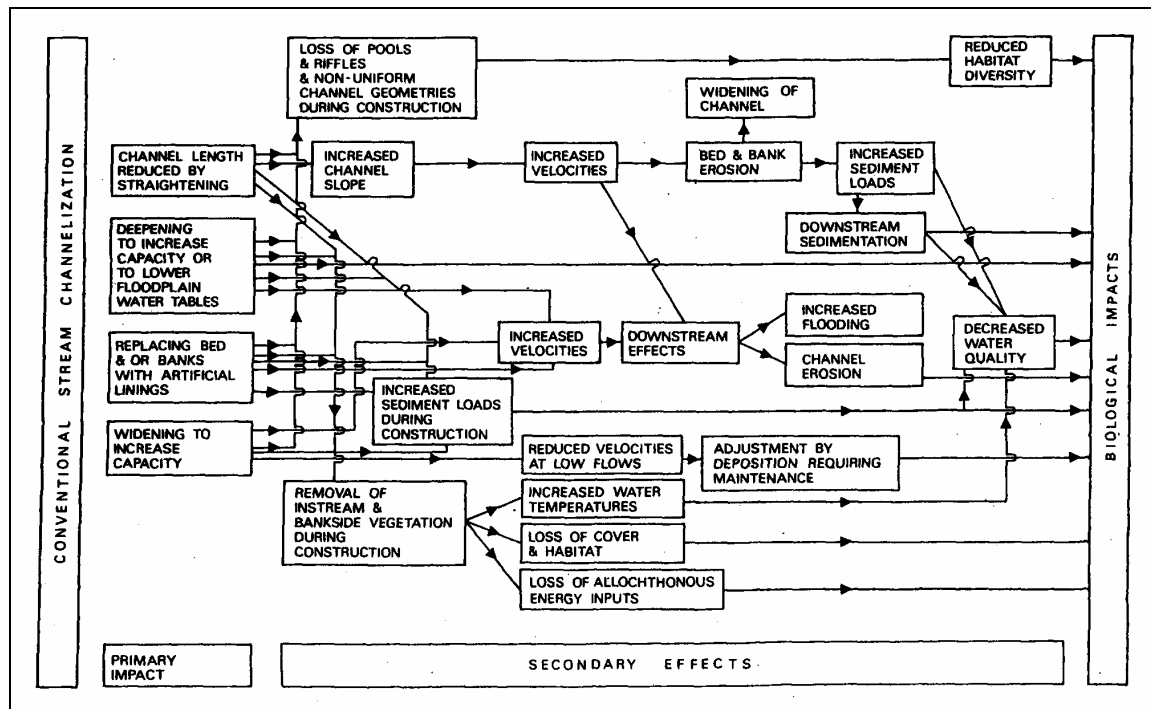 CONVENTIONAL STREAM CHANNELIZATION
LOSS OF POOLS
& RIFFLES
& NON-UNIFORM
CHANNEL GEOMETRIES
DURING CONSTRUCTION
REDUCED
HABITAT
DIVERSITY
WIDENING OF
CHANNEL
CHANNEL LENGTH
REDUCED BY
STRAIGHTENING
INCREASED
CHANNEL
SLOPE
INCREASED
VELOCITIES
BED & BANK
EROSION
INCREASED
SEDIMENT
LOADS
DEEPENING
TO INCREASE
CAPACITY OR
TO LOWER
FLOODPLAIN
WATER TABLES
DOWNSTREAM
SEDIMENTATION
REPLACING BED
& OR BANKS
WITH ARTIFICIAL
LININGS
INCREASED
VELOCITIES
DOWNSTREAM
EFFECTS
INCREASED
FLOODING
CHANNEL
EROSION
DECREASED
WATER
QUALITY
INCREASED
SEDIMENT LOADS
DURING
CONSTRUCTION
WIDENING TO
INCREASE
CAPACITY
REDUCED VELOCITIES
AT LOW FLOWS
ADJUSTMENT BY
DEPOSITION REQUIRING
MAINTENANCE
REMOVAL OF
INSTREAM &
BANKSIDE VEGETATION
DURING
CONSTRUCTION
INCREASED WATER
TEMPERATURES
LOSS OF COVER
& HABITAT
LOSS OF ALLOCHTHONOUS
ENERGY INPUTS
BIOLOGICAL IMPACTS
PRIMARY
IMPACT
SECONDARY EFFECTS